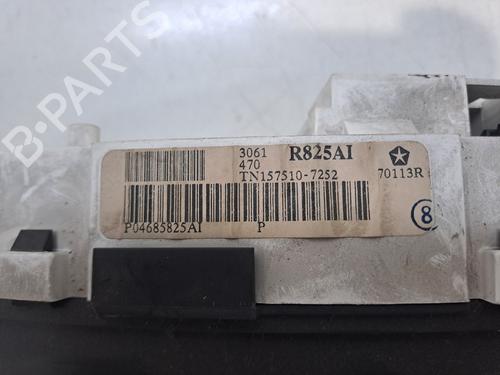 B-PARTS
3061 R825AI
470
TN157510-7252 70113R
P04685825AI P
8